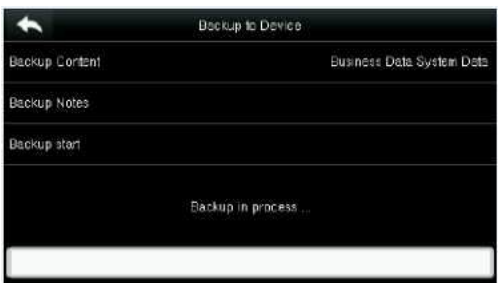 Backup to Device
Backup Content Business Data System Data
Backup Notes
Backup start
Backup in process ...